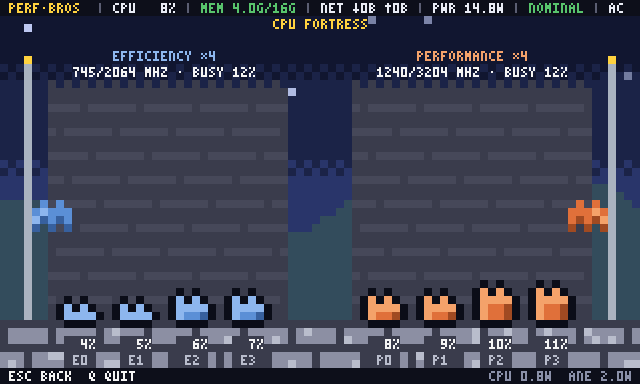 PERF·BROS | CPU 8% | MEM 4.0G/16G | NET ↓0B ↑0B | PWR 14.8W | NOMINAL | AC
CPU FORTRESS
EFFICIENCY ×4
745/2064 MHZ · BUSY 12%
PERFORMANCE ×4
1240/3204 MHZ · BUSY 12%
4% 5% 6% 7% 8% 9% 10% 11%
E0 E1 E2 E3 P0 P1 P2 P3
ESC BACK Q QUIT CPU 0.8W ANE 2.0W